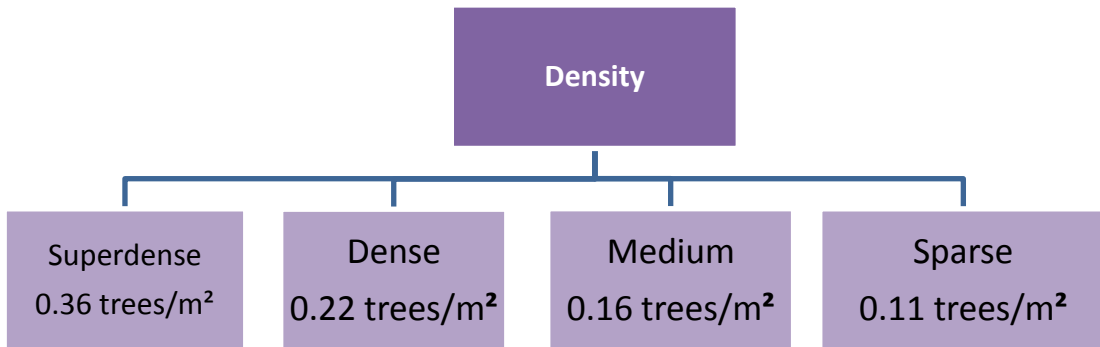 Density
Superdense
0.36 trees/m²
Dense
0.22 trees/m²
Medium
0.16 trees/m²
Sparse
0.11 trees/m²